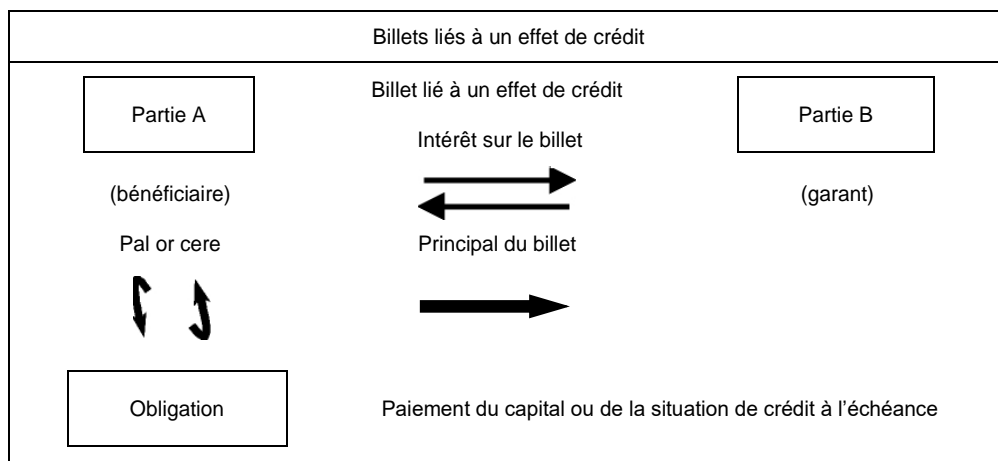 Billets liés à un effet de crédit
Partie A
Billet lié à un effet de crédit
Intérêt sur le billet
Partie B
(bénéficiaire)
(garant)
Pal or cere
Principal du billet
Obligation
Paiement du capital ou de la situation de crédit à l'échéance